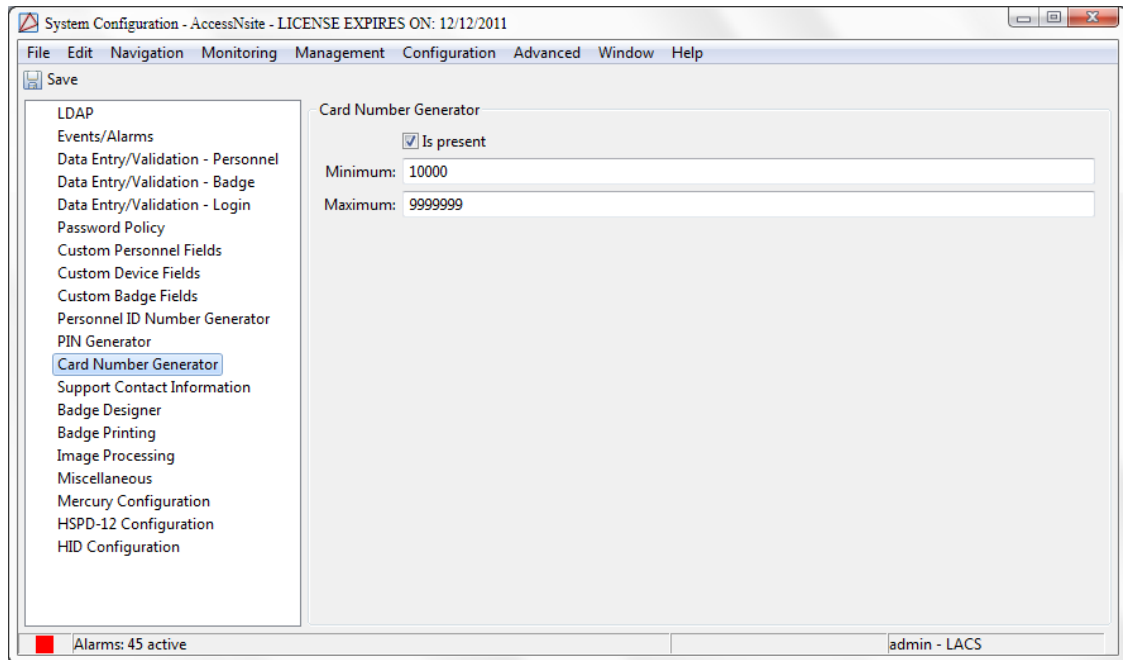 System Configuration - AccessNsite - LICENSE EXPIRES ON: 12/12/2011
File Edit Navigation Monitoring Management Configuration Advanced Window Help
Save
LDAP
Events/Alarms
Data Entry/Validation - Personnel
Data Entry/Validation - Badge
Data Entry/Validation - Login
Password Policy
Custom Personnel Fields
Custom Device Fields
Custom Badge Fields
Personnel ID Number Generator
PIN Generator
Card Number Generator
Support Contact Information
Badge Designer
Badge Printing
Image Processing
Miscellaneous
Mercury Configuration
HSPD-12 Configuration
HID Configuration
Card Number Generator
Is present
Minimum: 10000
Maximum: 9999999
Alarms: 45 active
admin - LACS